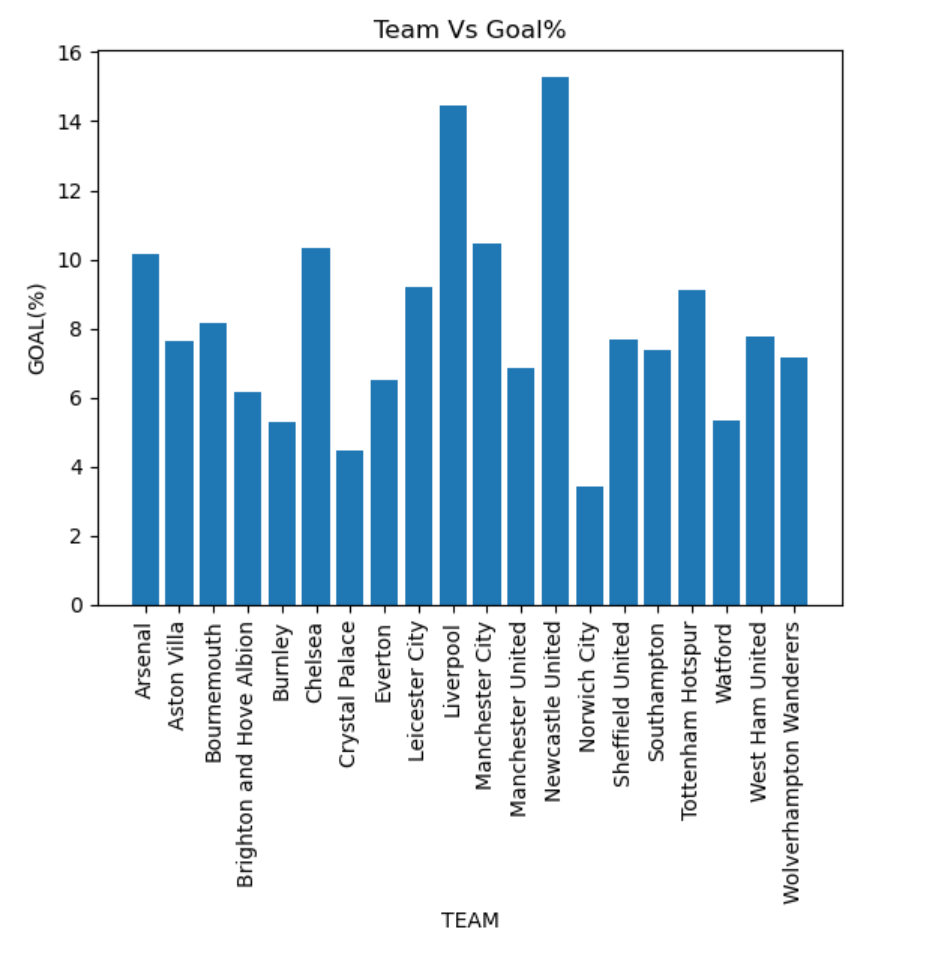 Team Vs Goal%
16
14
12
10
8
6
4
2
0
GOAL(%)
Arsenal
Aston Villa
Bournemouth
Brighton and Hove Albion
Burnley
Chelsea
Crystal Palace
Everton
Leicester City
Liverpool
Manchester City
Manchester United
Newcastle United
Norwich City
Sheffield United
Southampton
Tottenham Hotspur
Watford
West Ham United
Wolverhampton Wanderers
TEAM